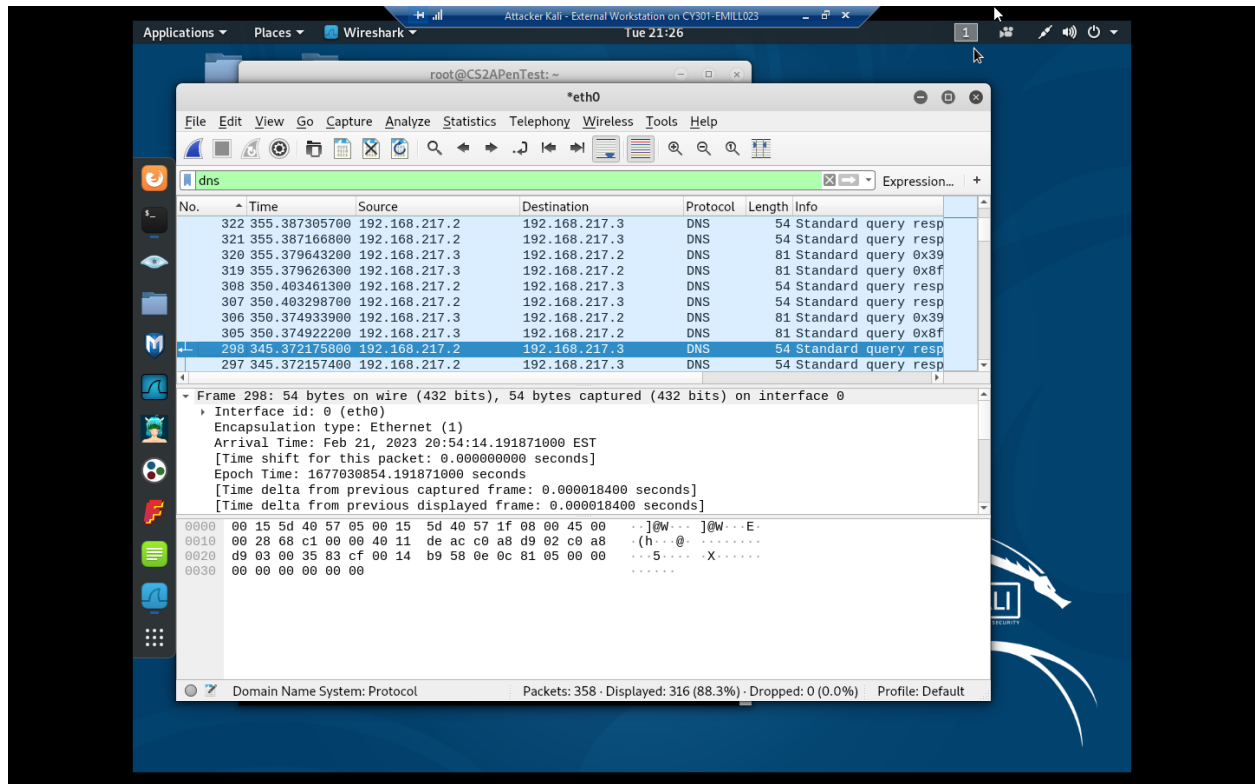 Attacker Kali - External Workstation on CY301-EMILL023
Applications Places Wireshark Tue 21:26 1
root@CS2APenTest: ~
*eth0
File Edit View Go Capture Analyze Statistics Telephony Wireless Tools Help
dns Expression... +
No. Time Source Destination Protocol Length Info
322 355.387305700 192.168.217.2 192.168.217.3 DNS 54 Standard query resp
321 355.387166800 192.168.217.2 192.168.217.3 DNS 54 Standard query resp
320 355.379643200 192.168.217.3 192.168.217.2 DNS 81 Standard query 0x39
319 355.379626300 192.168.217.3 192.168.217.2 DNS 81 Standard query 0x8f
308 350.403461300 192.168.217.2 192.168.217.3 DNS 54 Standard query resp
307 350.403298700 192.168.217.2 192.168.217.3 DNS 54 Standard query resp
306 350.374933900 192.168.217.3 192.168.217.2 DNS 81 Standard query 0x39
305 350.374922200 192.168.217.3 192.168.217.2 DNS 81 Standard query 0x8f
298 345.372175800 192.168.217.2 192.168.217.3 DNS 54 Standard query resp
297 345.372157400 192.168.217.2 192.168.217.3 DNS 54 Standard query resp
Frame 298: 54 bytes on wire (432 bits), 54 bytes captured (432 bits) on interface 0
Interface id: 0 (eth0)
Encapsulation type: Ethernet (1)
Arrival Time: Feb 21, 2023 20:54:14.191871000 EST
[Time shift for this packet: 0.000000000 seconds]
Epoch Time: 1677030854.191871000 seconds
[Time delta from previous captured frame: 0.000018400 seconds]
[Time delta from previous displayed frame: 0.000018400 seconds]
0000 00 15 5d 40 57 05 00 15 5d 40 57 1f 08 00 45 00 ··]@W··· ]@W···E·
0010 00 28 68 c1 00 00 40 11 de ac c0 a8 d9 02 c0 a8 ·(h···@· ········
0020 d9 03 00 35 83 cf 00 14 d9 58 0e ec 81 05 00 00 ···5···· ·X······
0030 00 00 00 00 00 00 ······
LI
SECURITY
Domain Name System: Protocol Packets: 358 · Displayed: 316 (88.3%) · Dropped: 0 (0.0%) Profile: Default